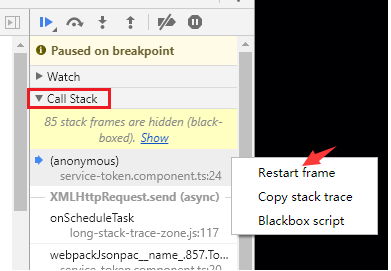 Paused on breakpoint
Watch
Call Stack
85 stack frames are hidden (black-
boxed). Show
(anonymous)
service-token.component.ts:24
XMLHttpRequest.send (async)
onScheduleTask
long-stack-trace-zone.js:117
webpackJsonpac__name_.857.To...
service-token.component.ts:24
Restart frame
Copy stack trace
Blackbox script